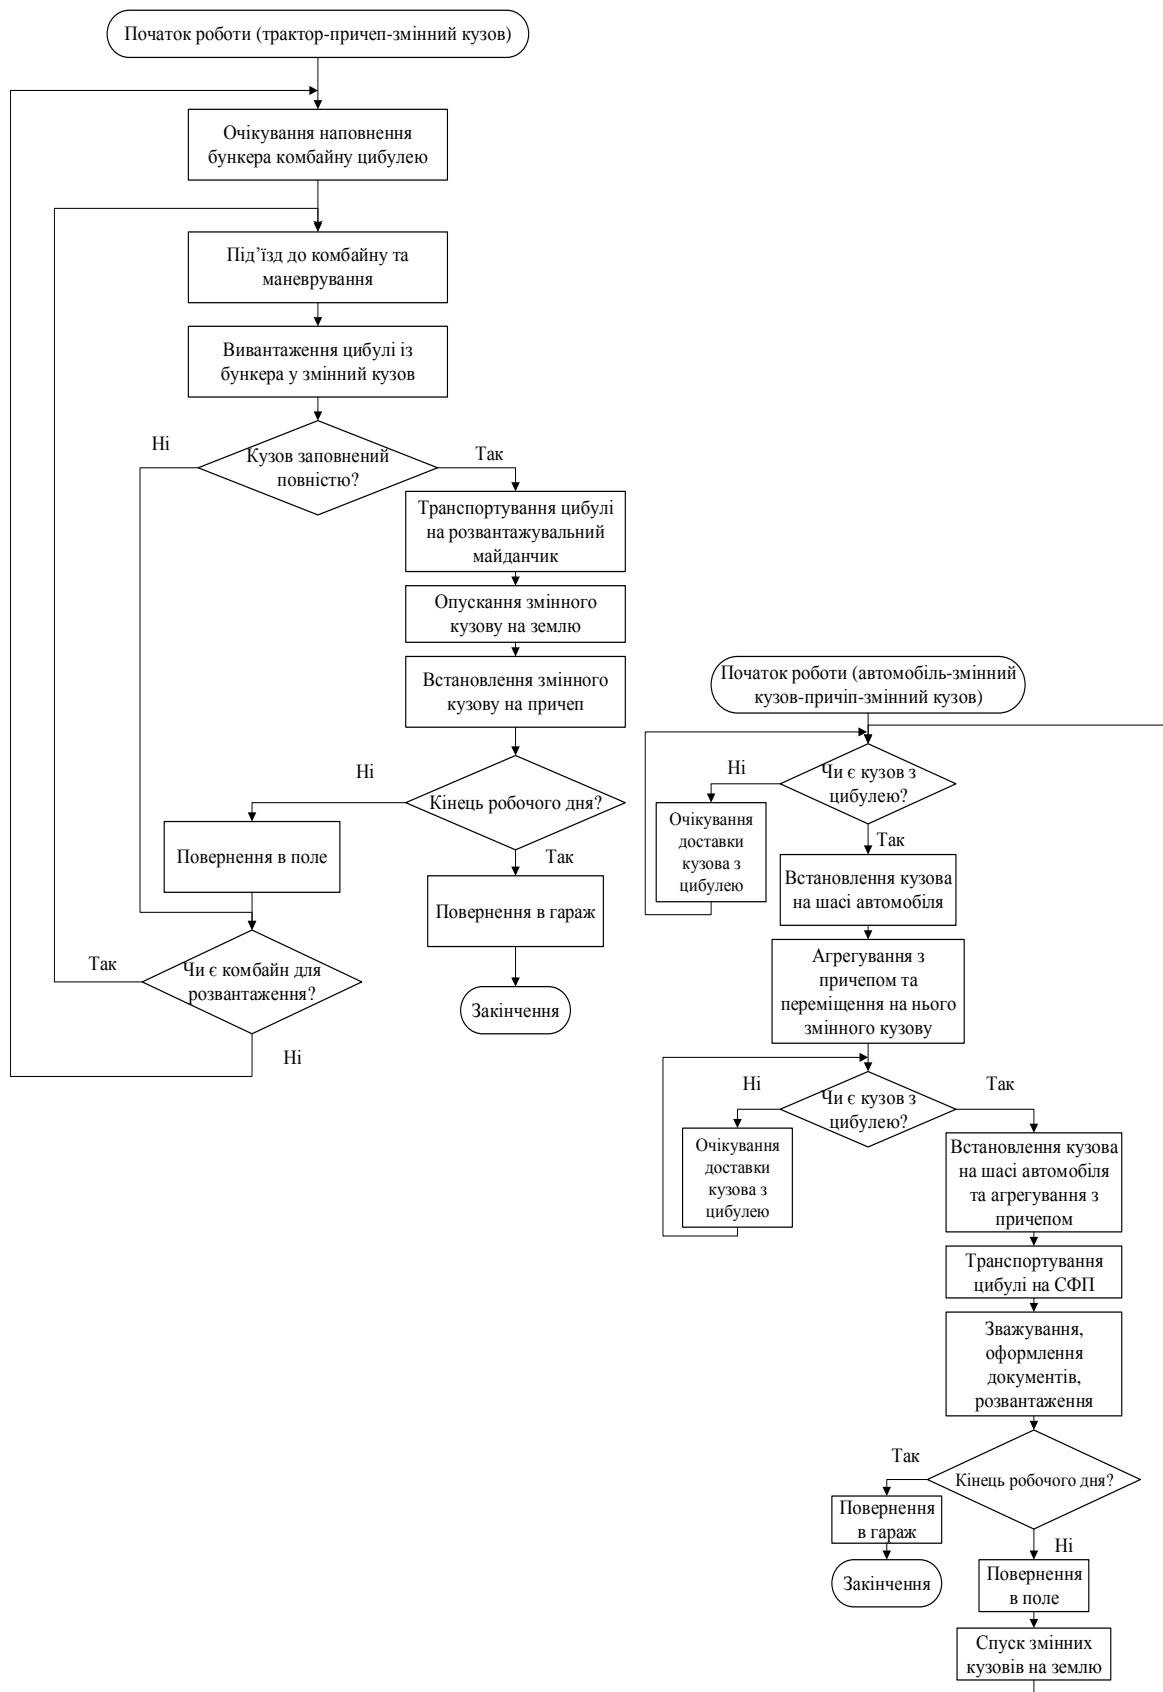 Початок роботи (трактор-причеп-змінний кузов)
Очікування наповнення
бункера комбайну цибулею
Під’їзд до комбайну та
маневрування
Вивантаження цибулі із
бункера у змінний кузов
Ні
Кузов заповнений
повністю?
Так
Транспортування цибулі
на розвантажувальний
майданчик
Опускання змінного
кузову на землю
Встановлення змінного
кузову на причеп
Ні
Кінець робочого дня?
Так
Повернення в поле
Повернення в гараж
Так
Чи є комбайн для
розвантаження?
Ні
Закінчення
Початок роботи (автомобіль-змінний
кузов-причіп-змінний кузов)
Ні
Чи є кузов з
цибулею?
Так
Очікування
доставки
кузова з
цибулею
Встановлення кузова
на шасі автомобіля
Агрегування з
причепом та
переміщення на нього
змінного кузову
Ні
Чи є кузов з
цибулею?
Так
Очікування
доставки
кузова з
цибулею
Встановлення кузова
на шасі автомобіля
та агрегування з
причепом
Транспортування
цибулі на СФП
Зважування,
оформлення
документів,
розвантаження
Так
Кінець робочого дня?
Ні
Повернення
в гараж
Закінчення
Повернення
в поле
Спуск змінних
кузовів на землю